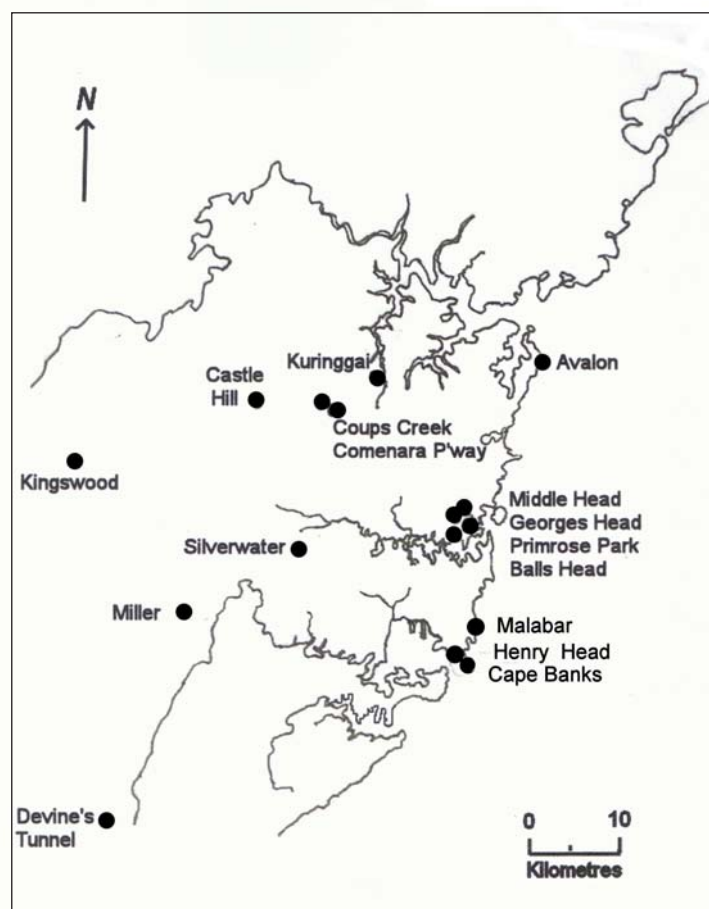 N
Avalon
Kuringgai
Castle
Hill
Coups Creek
Comenara P'way
Kingswood
Middle Head
Georges Head
Primrose Park
Balls Head
Silverwater
Miller
Malabar
Henry Head
Cape Banks
Devine's
Tunnel
0 10
Kilometres